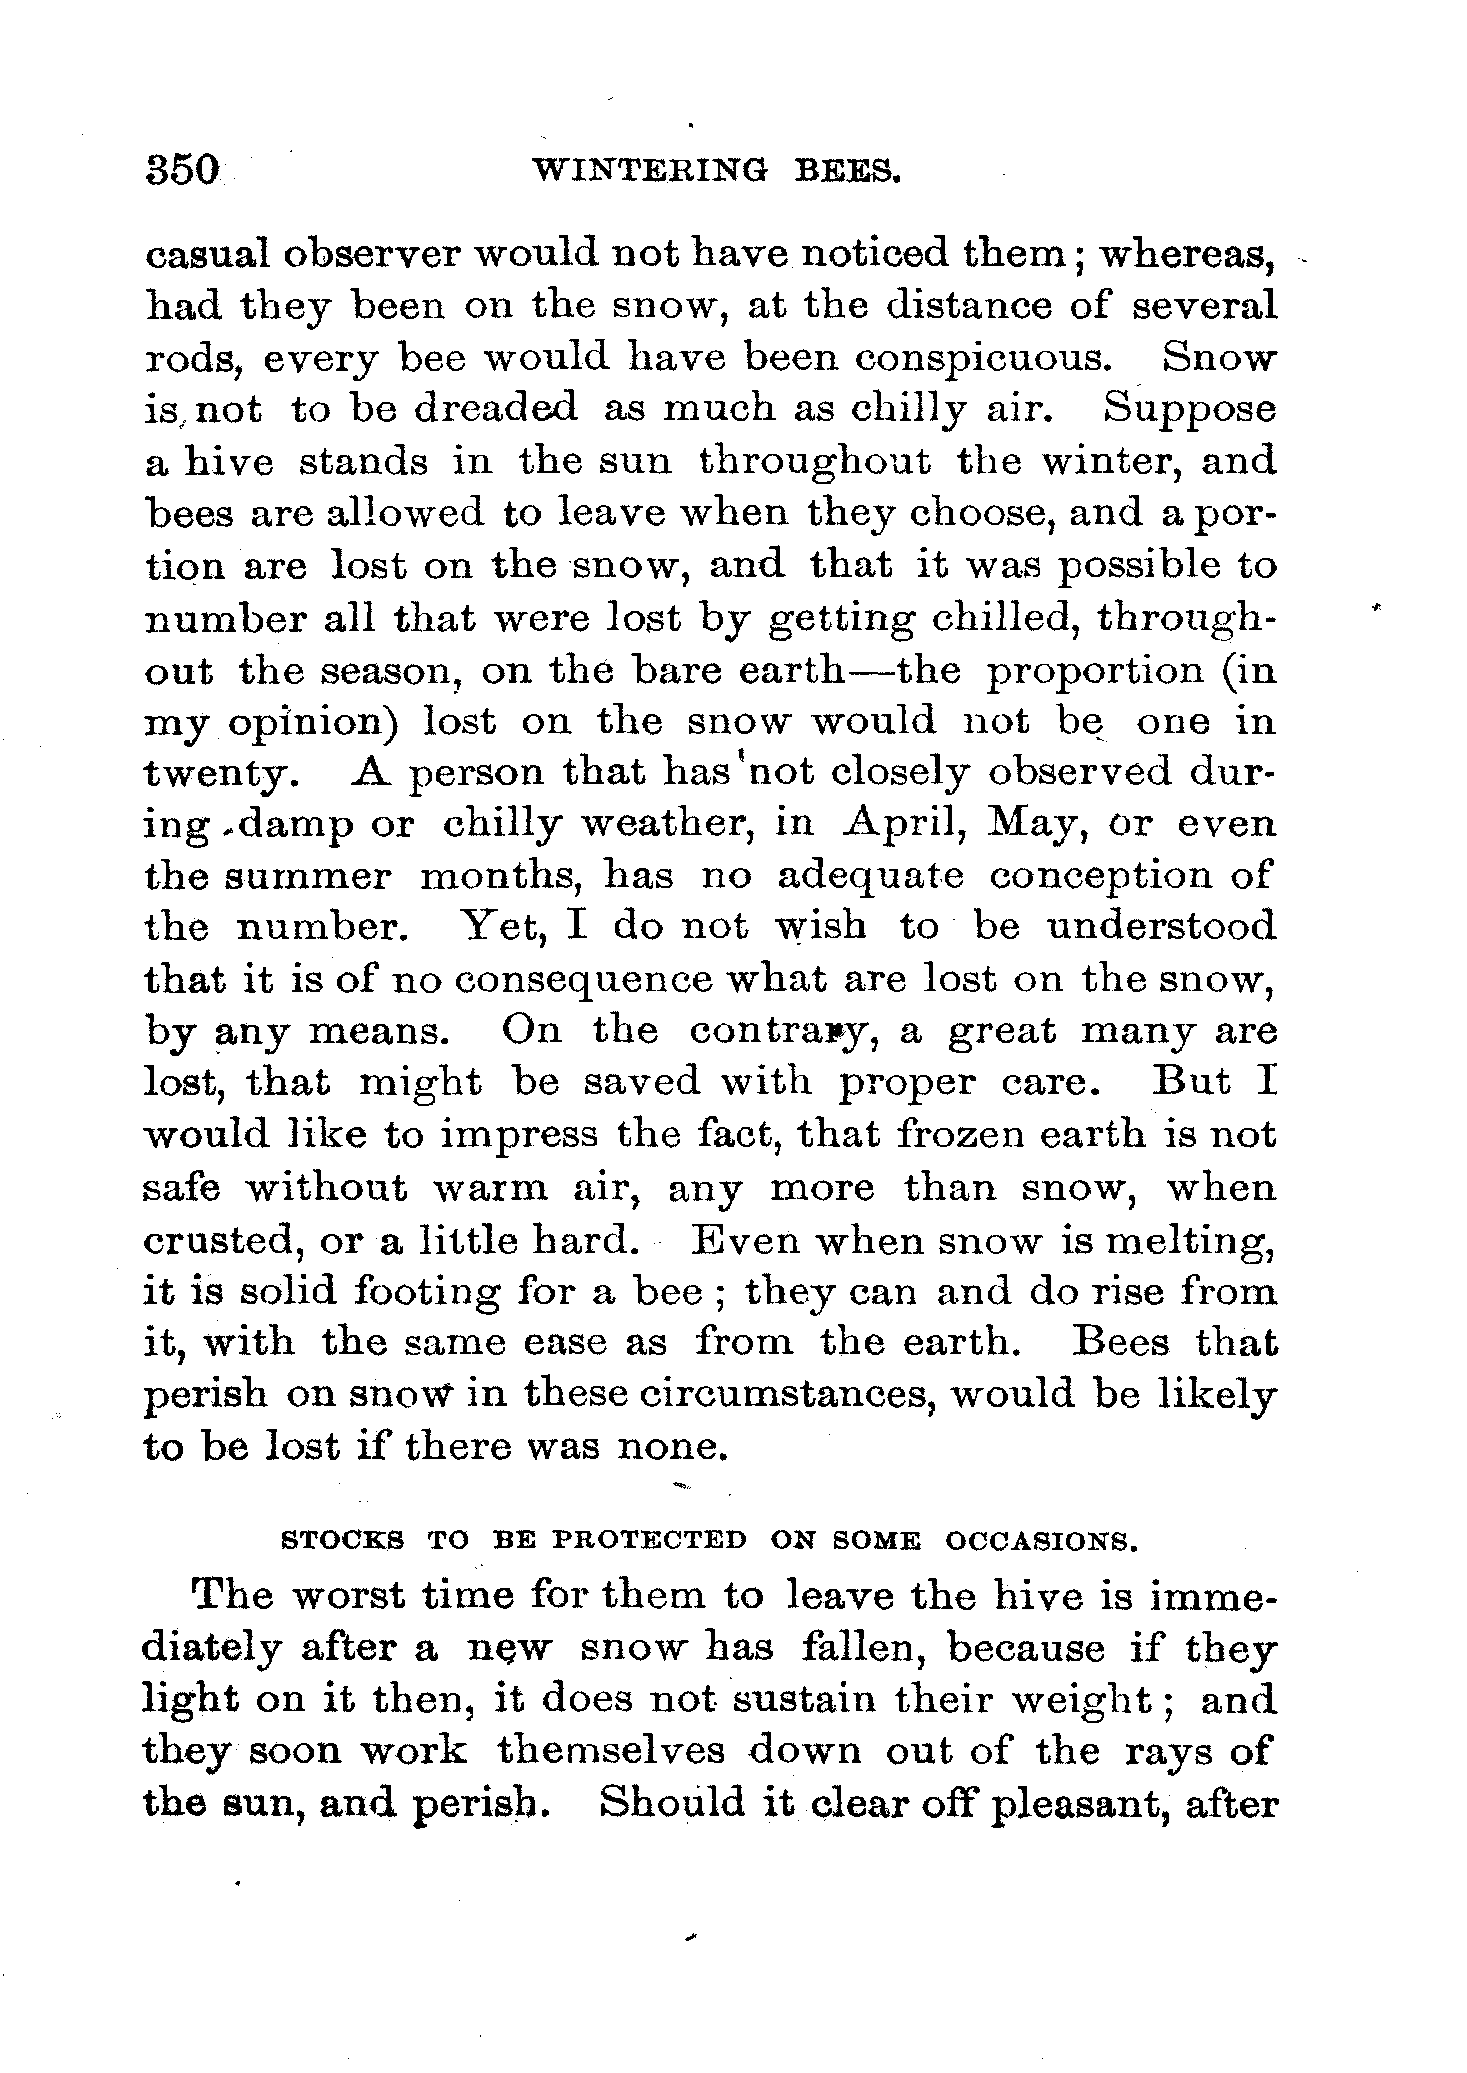 350 WINTERING BEES.
casual observer would not have noticed them; whereas,
had they been on the snow, at the distance of several
rods, every bee would have been conspicuous. Snow
is not to be dreaded as much as chilly air. Suppose
a hive stands in the sun throughout the winter, and
bees are allowed to leave when they choose, and a por-
tion are lost on the snow, and that it was possible to
number all that were lost by getting chilled, through-
out the season, on the bare earth—the proportion (in
my opinion) lost on the snow would not be one in
twenty. A person that has not closely observed dur-
ing damp or chilly weather, in April, May, or even
the summer months, has no adequate conception of
the number. Yet, I do not wish to be understood
that it is of no consequence what are lost on the snow,
by any means. On the contrary, a great many are
lost, that might be saved with proper care. But I
would like to impress the fact, that frozen earth is not
safe without warm air, any more than snow, when
crusted, or a little hard. Even when snow is melting,
it is solid footing for a bee; they can and do rise from
it, with the same ease as from the earth. Bees that
perish on snow in these circumstances, would be likely
to be lost if there was none.
STOCKS TO BE PROTECTED ON SOME OCCASIONS.
The worst time for them to leave the hive is imme-
diately after a new snow has fallen, because if they
light on it then, it does not sustain their weight; and
they soon work themselves down out of the rays of
the sun, and perish. Should it clear off pleasant, after